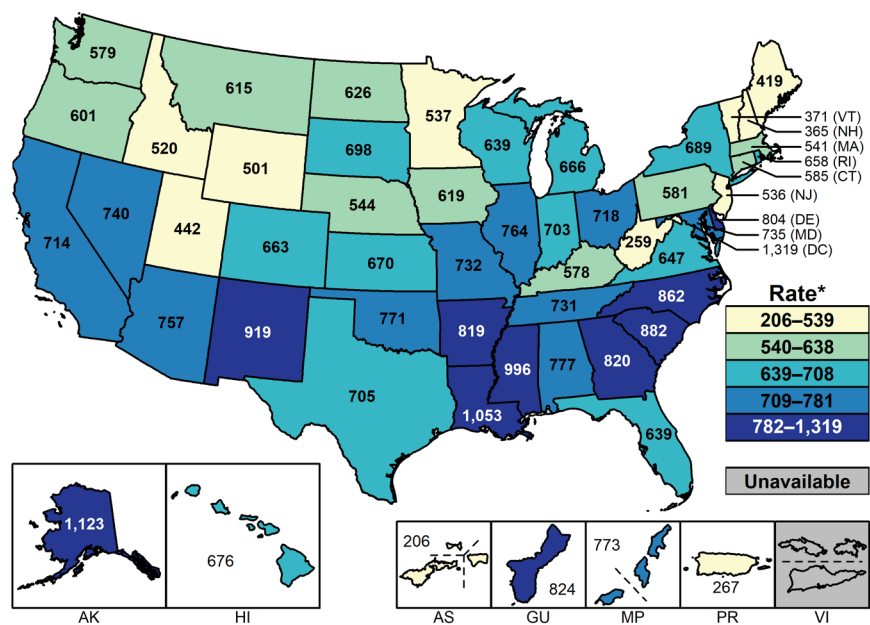 579
615
626
537
419
601
520
501
698
639
666
689
371 (VT)
365 (NH)
541 (MA)
658 (RI)
585 (CT)
536 (NJ)
804 (DE)
735 (MD)
1,319 (DC)
714
740
442
663
544
619
764
703
718
581
259
647
670
732
578
757
919
771
819
731
862
882
705
1,053
996
777
820
639
Rate*
206–539
540–638
639–708
709–781
782–1,319
Unavailable
1,123
676
206
824
773
267
AK
HI
AS
GU
MP
PR
VI